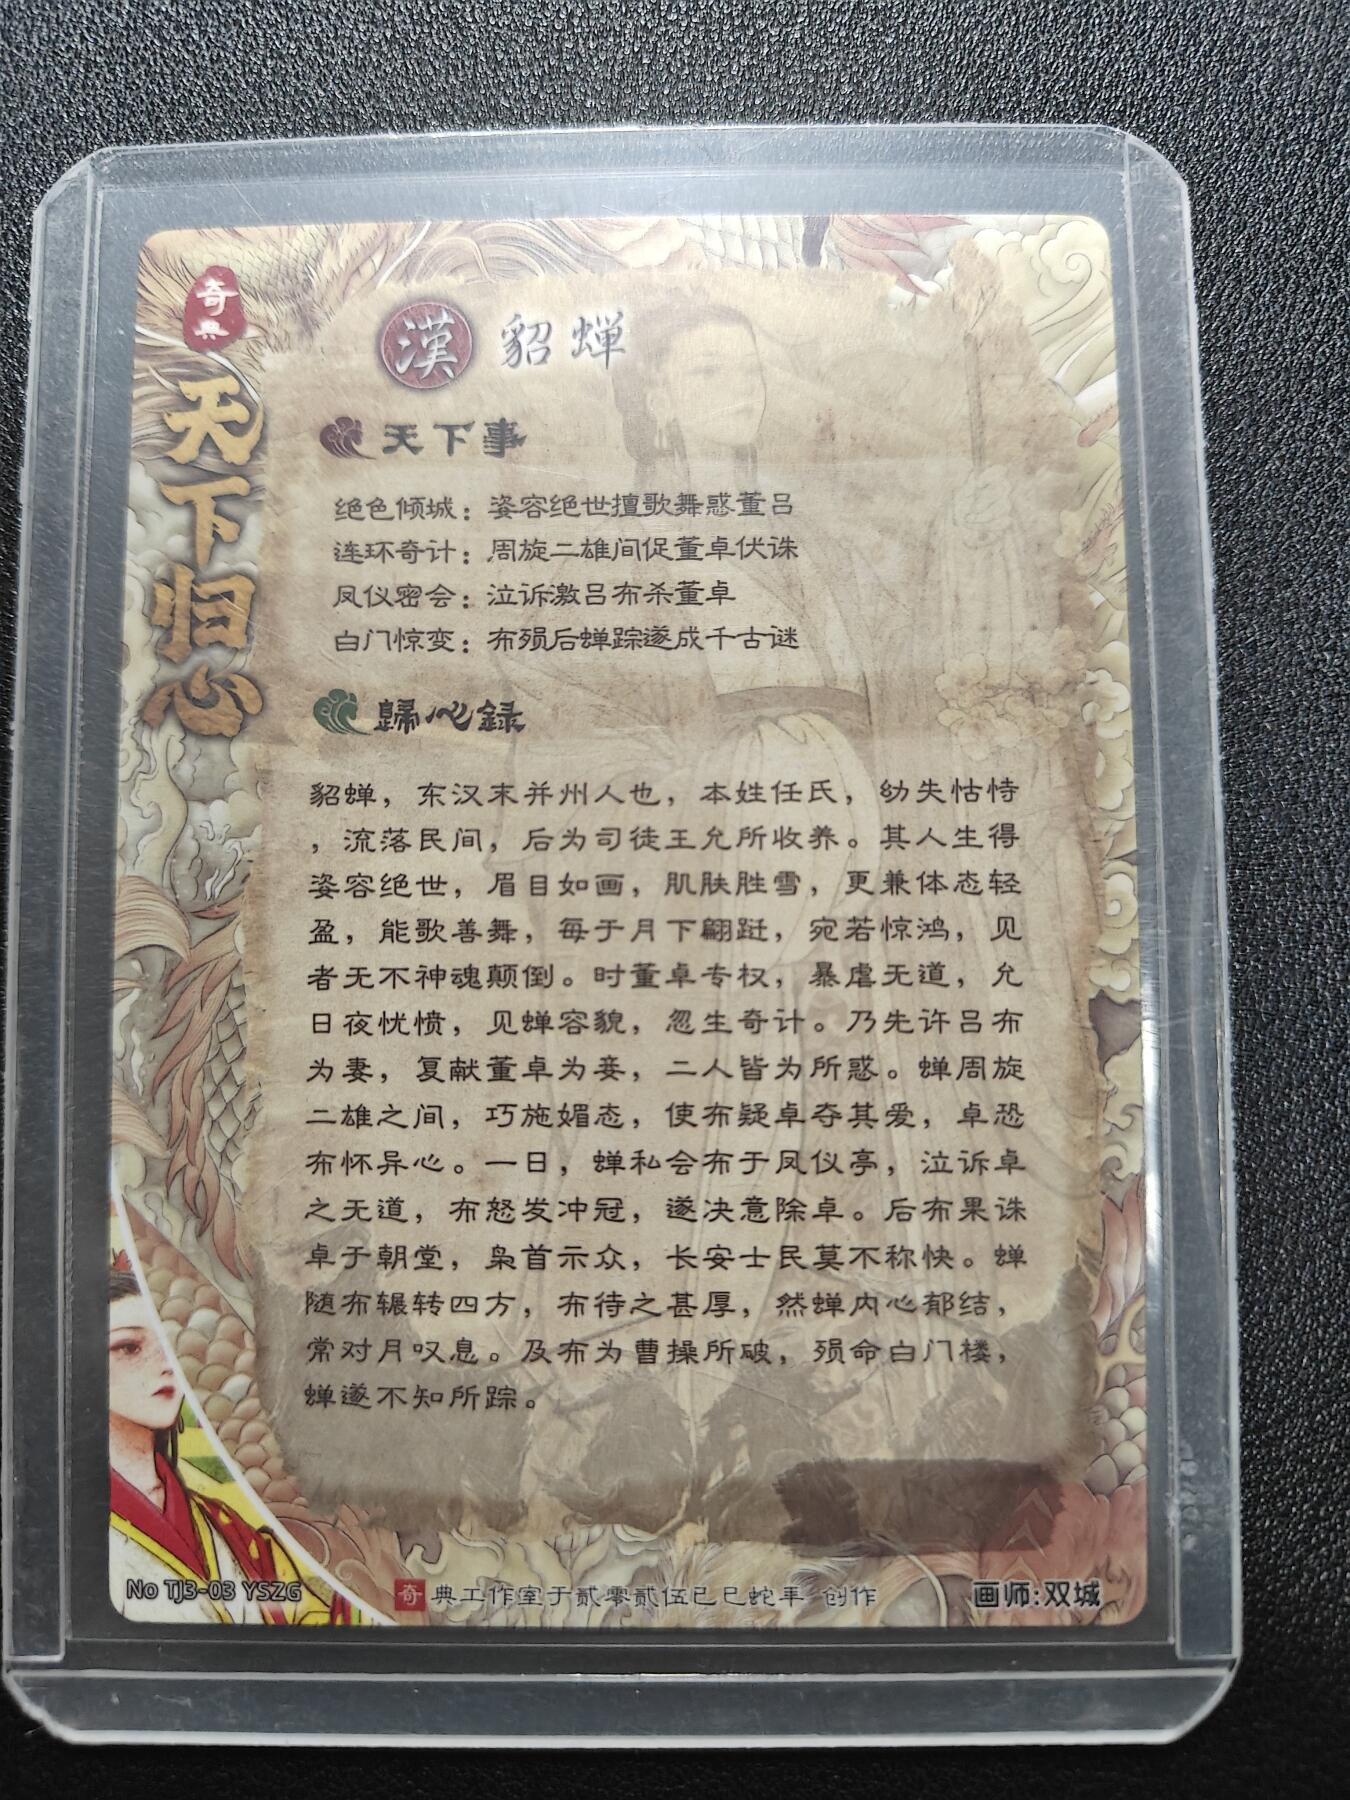 奇典
天下归心
漢 貂蝉
天下事
绝色倾城：姿容绝世擅歌舞惑董吕
连环奇计：周旋二雄间促董卓伏诛
凤仪密会：泣诉激吕布杀董卓
白门惊变：布殒后蝉踪遂成千古谜
歸心録
貂蝉，东汉末并州人也，本姓任氏，幼失怙恃
，流落民间，后为司徒王允所收养。其人生得
姿容绝世，眉目如画，肌肤胜雪，更兼体态轻
盈，能歌善舞，每于月下翩跹，宛若惊鸿，见
者无不神魂颠倒。时董卓专权，暴虐无道，允
日夜忧愤，见蝉容貌，忽生奇计。乃先许吕布
为妻，复献董卓为妾，二人皆为所惑。蝉周旋
二雄之间，巧施媚态，使布疑卓夺其爱，卓恐
布怀异心。一日，蝉私会布于凤仪亭，泣诉卓
之无道，布怒发冲冠，遂决意除卓。后布果诛
卓于朝堂，枭首示众，长安士民莫不称快。蝉
随布辗转四方，布待之甚厚，然蝉内心郁结，
常对月叹息。及布为曹操所破，殒命白门楼，
蝉遂不知所踪。
No TJ3-03 YSZG
奇典工作室于贰零贰伍已巳蛇年 创作
画师:双城